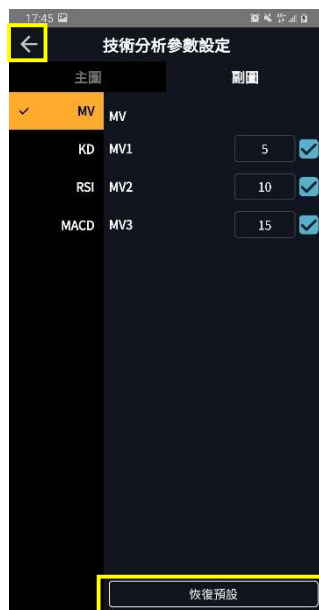 17:45
技術分析參數設定
主圖 副圖
MV MV
KD MV1 5
RSI MV2 10
MACD MV3 15
恢復預設